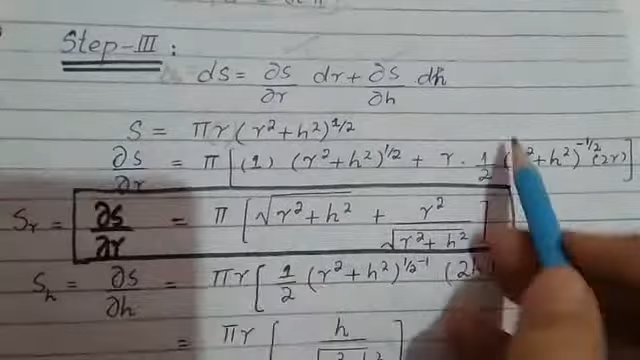 Step-III :
ds = ∂s/∂r dr + ∂s/∂h dh
S = πr(r²+h²)^1/2
∂s/∂r = π[(1) (r²+h²)^1/2 + r · 1/2 (r²+h²)^-1/2 (2r)]
Sr = ∂s/∂r = π[√(r²+h²) + r²/√(r²+h²)]
Sh = ∂s/∂h = πr[1/2 (r²+h²)^1/2-1 (2h
= πr[h/